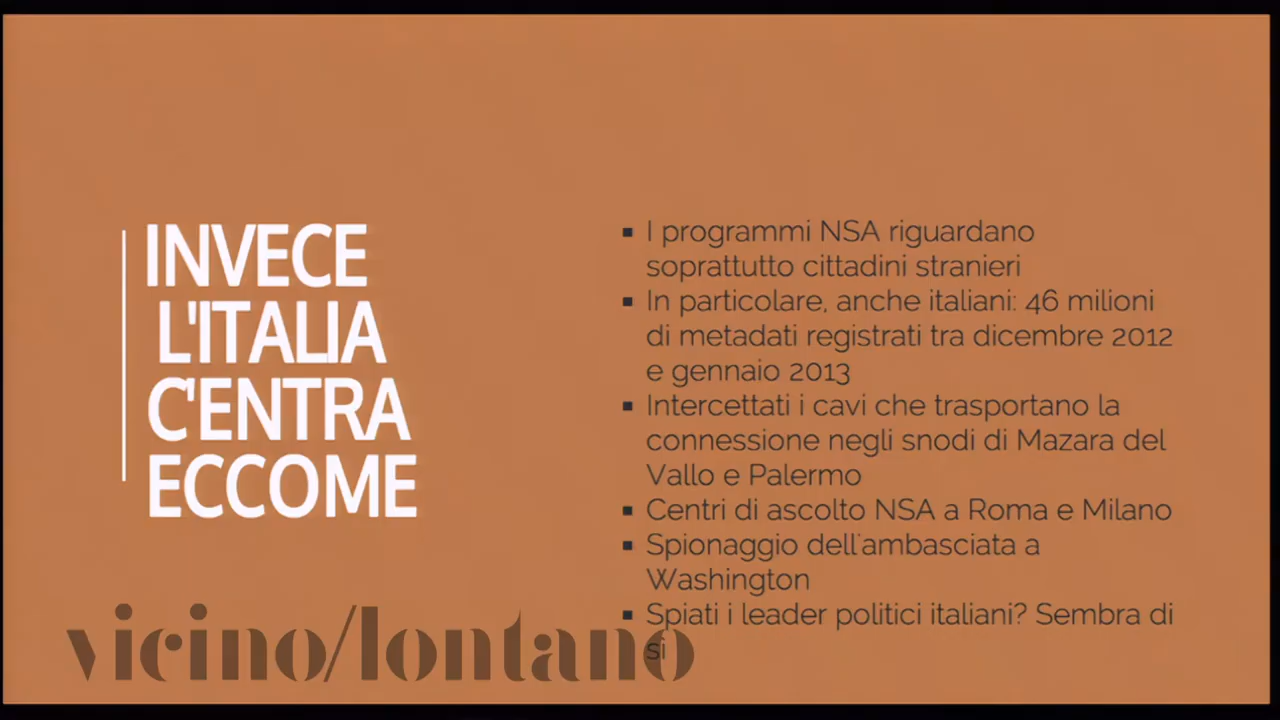 INVECE
L'ITALIA
C'ENTRA
ECCOME
▪ I programmi NSA riguardano
soprattutto cittadini stranieri
▪ In particolare, anche italiani: 46 milioni
di metadati registrati tra dicembre 2012
e gennaio 2013
▪ Intercettati i cavi che trasportano la
connessione negli snodi di Mazara del
Vallo e Palermo
▪ Centri di ascolto NSA a Roma e Milano
▪ Spionaggio dell'ambasciata a
Washington
▪ Spiati i leader politici italiani? Sembra di
sì
vicino/lontano